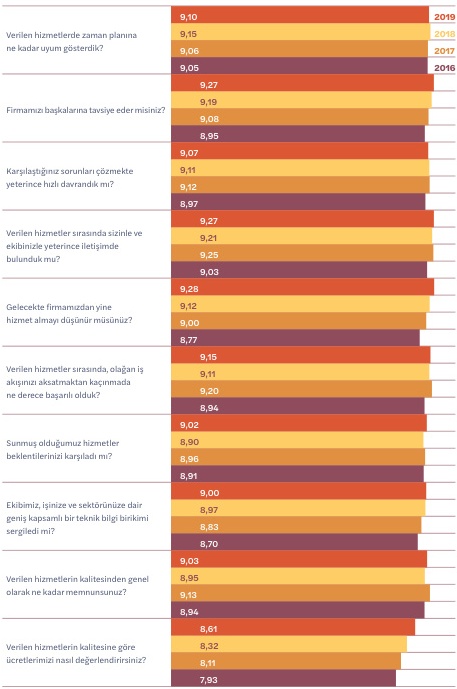 Verilen hizmetlerde zaman planına
ne kadar uyum gösterdik?
9,10 2019
9,15 2018
9,06 2017
9,05 2016
Firmamızı başkalarına tavsiye eder misiniz?
9,27
9,19
9,08
8,95
Karşılaştığınız sorunları çözmekte
yeterince hızlı davrandık mı?
9,07
9,11
9,12
8,97
Verilen hizmetler sırasında sizinle ve
ekibinizle yeterince iletişimde
bulunduk mu?
9,27
9,21
9,25
9,03
Gelecekte firmamızdan yine
hizmet almayı düşünür müsünüz?
9,28
9,12
9,00
8,77
Verilen hizmetler sırasında, olağan iş
akışınızı aksatmaktan kaçınmada
ne derece başarılı olduk?
9,15
9,11
9,20
8,94
Sunmuş olduğumuz hizmetler
beklentilerinizi karşıladı mı?
9,02
8,90
8,96
8,91
Ekibimiz, işinize ve sektörünüze dair
geniş kapsamlı bir teknik bilgi birikimi
sergiledi mi?
9,00
8,97
8,83
8,70
Verilen hizmetlerin kalitesinden genel
olarak ne kadar memnunsunuz?
9,03
8,95
9,13
8,94
Verilen hizmetlerin kalitesine göre
ücretlerimizi nasıl değerlendirirsiniz?
8,61
8,32
8,11
7,93